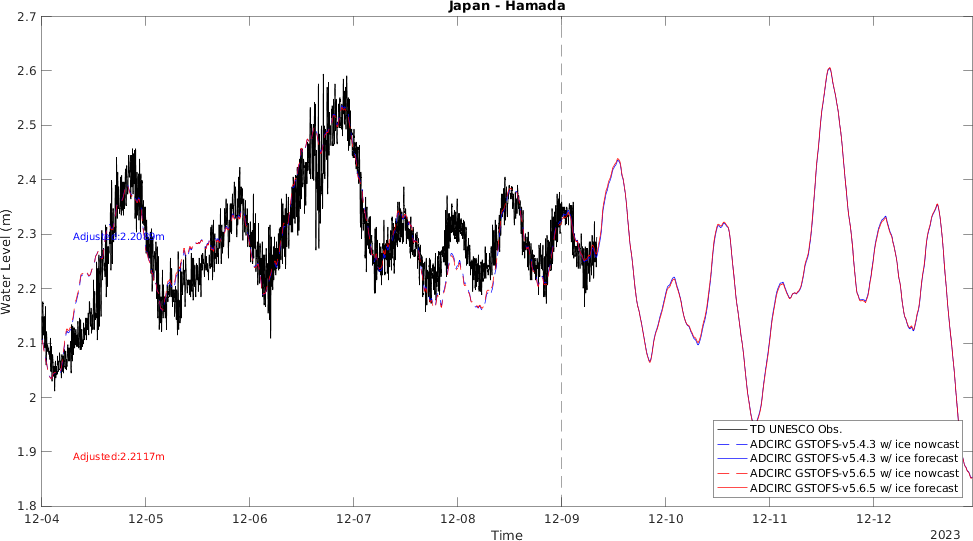 Japan - Hamada
2.7
2.6
2.5
2.4
2.3
2.2
2.1
2
1.9
1.8
Water Level (m)
Adjusted:2.2089m
Adjusted:2.2117m
TD UNESCO Obs.
ADCIRC GSTOFS-v5.4.3 w/ ice nowcast
ADCIRC GSTOFS-v5.4.3 w/ ice forecast
ADCIRC GSTOFS-v5.6.5 w/ ice nowcast
ADCIRC GSTOFS-v5.6.5 w/ ice forecast
12-04 12-05 12-06 12-07 12-08 12-09 12-10 12-11 12-12
Time
2023